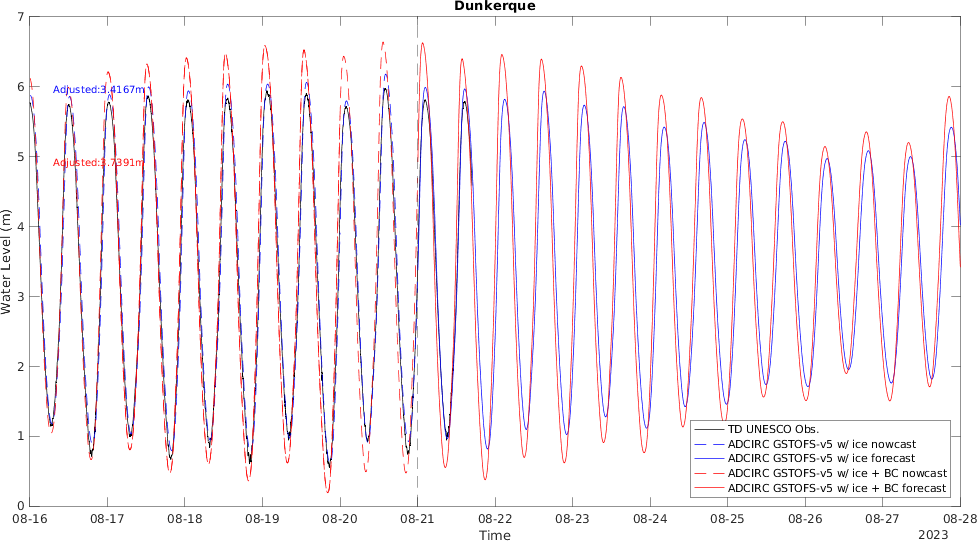 Dunkerque
7
6
5
4
3
2
1
0
Water Level (m)
Adjusted:3.4167m
Adjusted:3.7391m
TD UNESCO Obs.
ADCIRC GSTOFS-v5 w/ ice nowcast
ADCIRC GSTOFS-v5 w/ ice forecast
ADCIRC GSTOFS-v5 w/ ice + BC nowcast
ADCIRC GSTOFS-v5 w/ ice + BC forecast
08-16 08-17 08-18 08-19 08-20 08-21 08-22 08-23 08-24 08-25 08-26 08-27 08-28
Time
2023